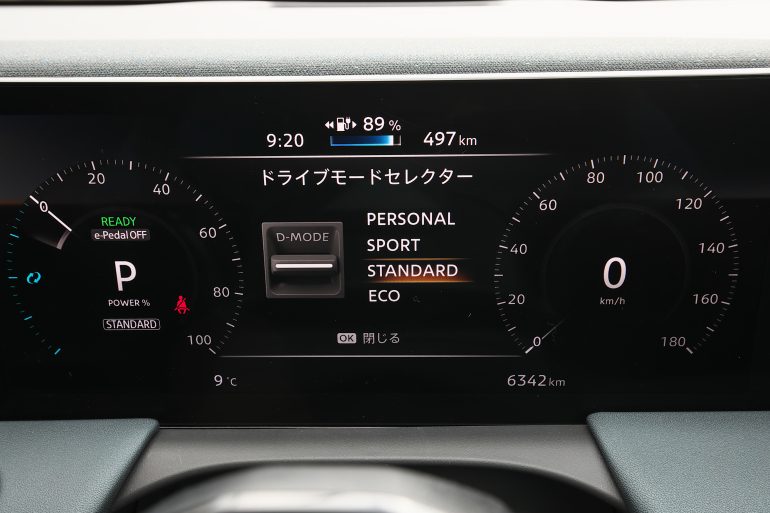 9:20
89 %
497 km
ドライブモードセレクター
D-MODE
PERSONAL
SPORT
STANDARD
ECO
OK 閉じる
0
20
40
60
80
100
READY
e-Pedal OFF
P
POWER %
STANDARD
0
20
40
60
80
100
120
140
160
180
0
km/h
9 °C
6342 km